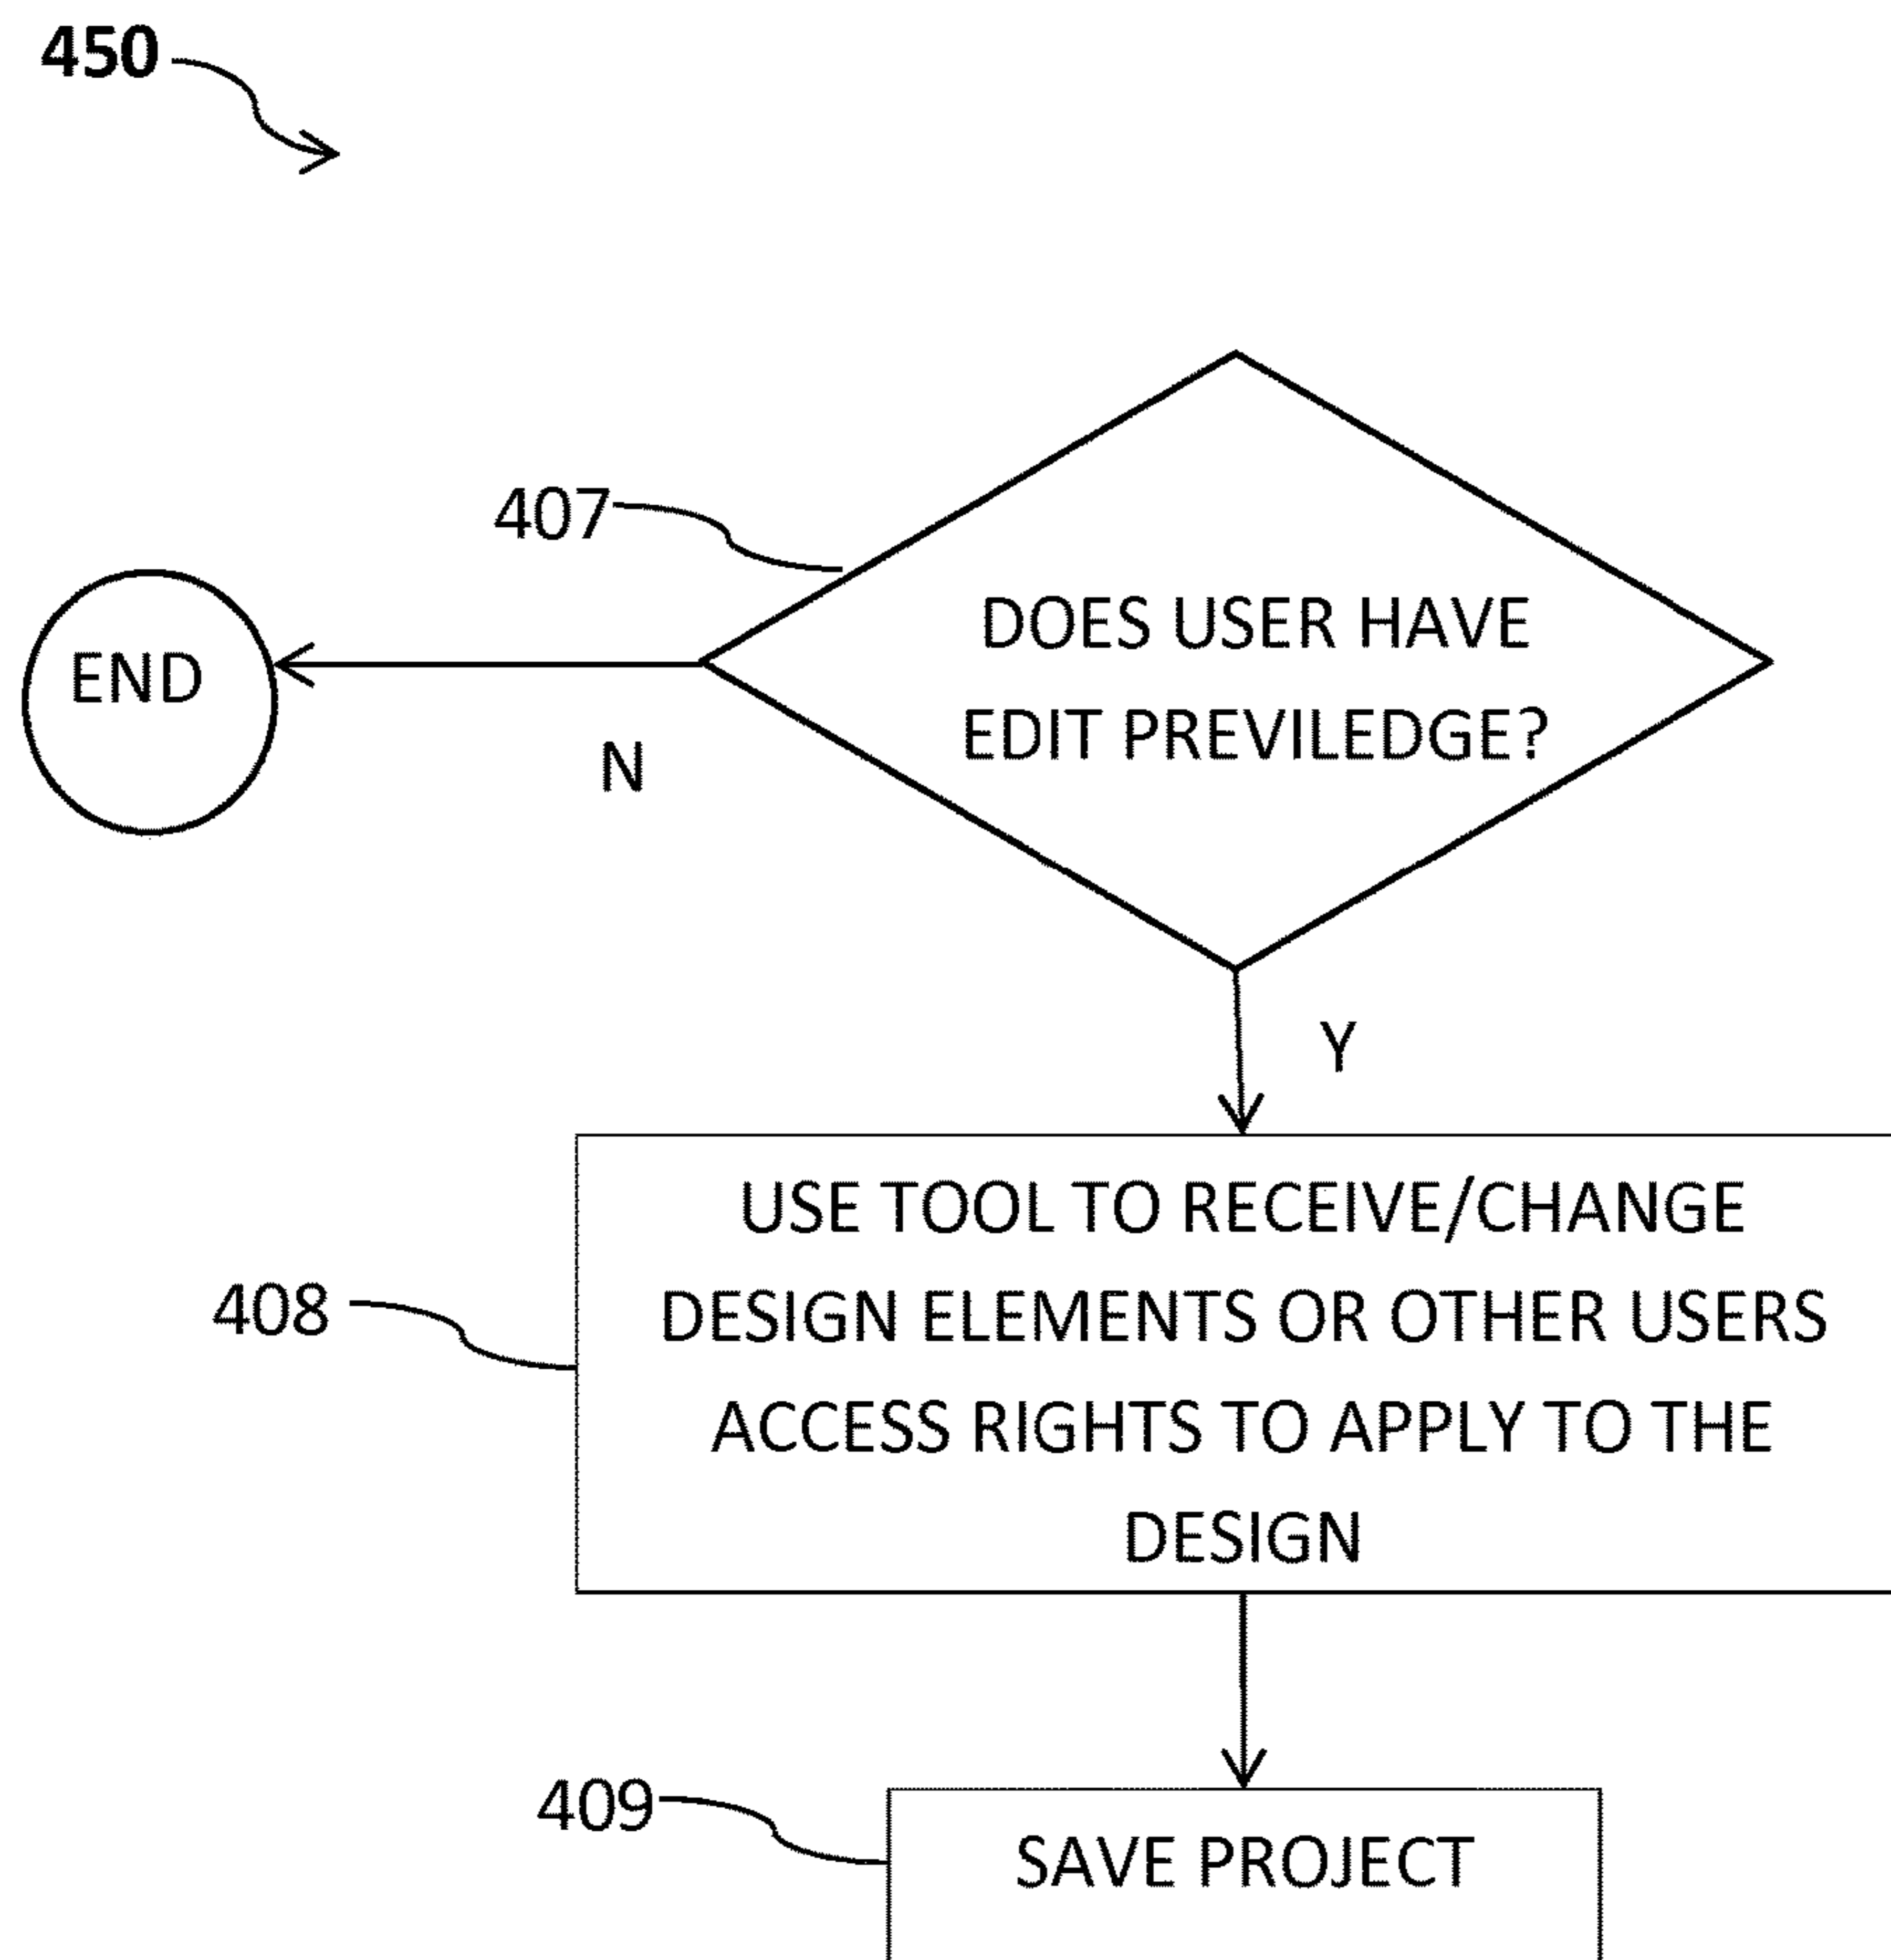 450
407
DOES USER HAVE
EDIT PREVILEDGE?
END
N
Y
408
USE TOOL TO RECEIVE/CHANGE
DESIGN ELEMENTS OR OTHER USERS
ACCESS RIGHTS TO APPLY TO THE
DESIGN
409
SAVE PROJECT